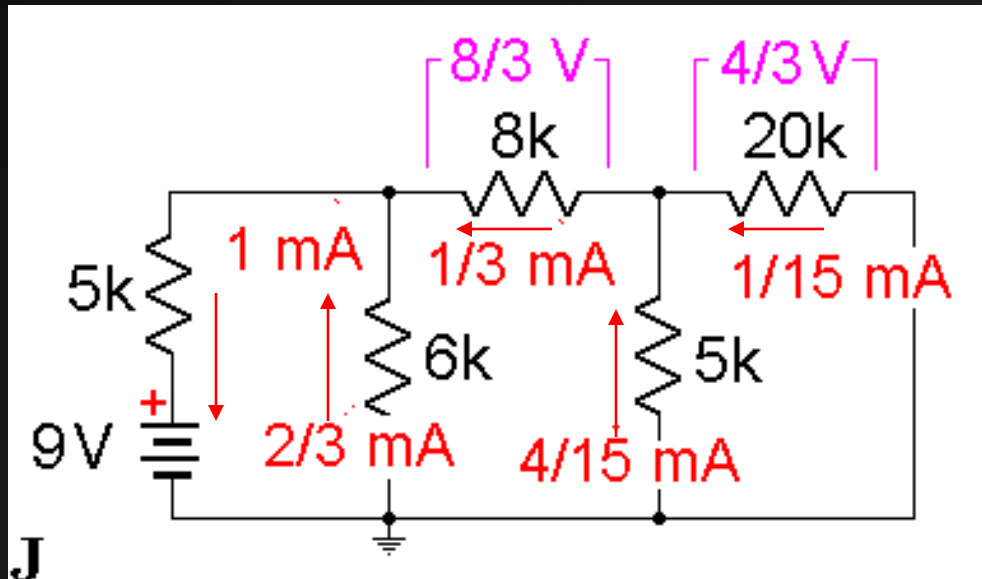 8/3 V 4/3 V
8k 20k
1 mA 1/3 mA 1/15 mA
5k
6k 5k
+
9V 2/3 mA 4/15 mA
J